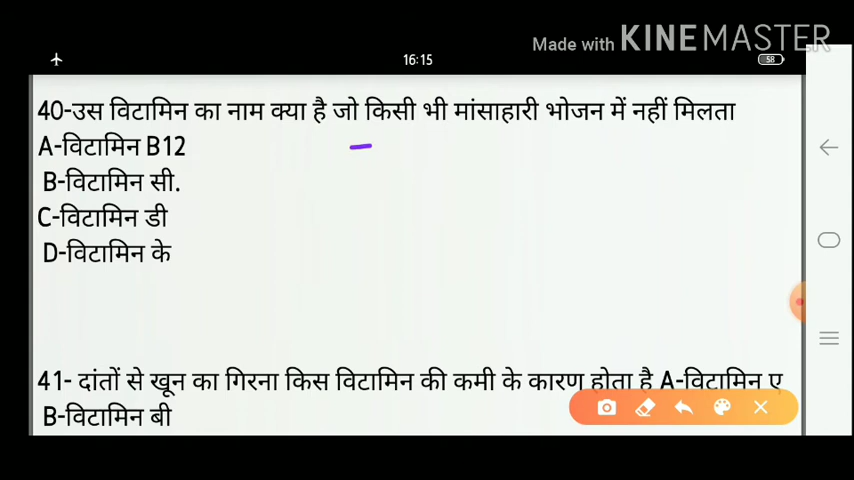 Made with KINEMASTER
16:15
58
40-उस विटामिन का नाम क्या है जो किसी भी मांसाहारी भोजन में नहीं मिलता
A-विटामिन B12
B-विटामिन सी.
C-विटामिन डी
D-विटामिन के
41- दांतों से खून का गिरना किस विटामिन की कमी के कारण होता है A-विटामिन ए
B-विटामिन बी